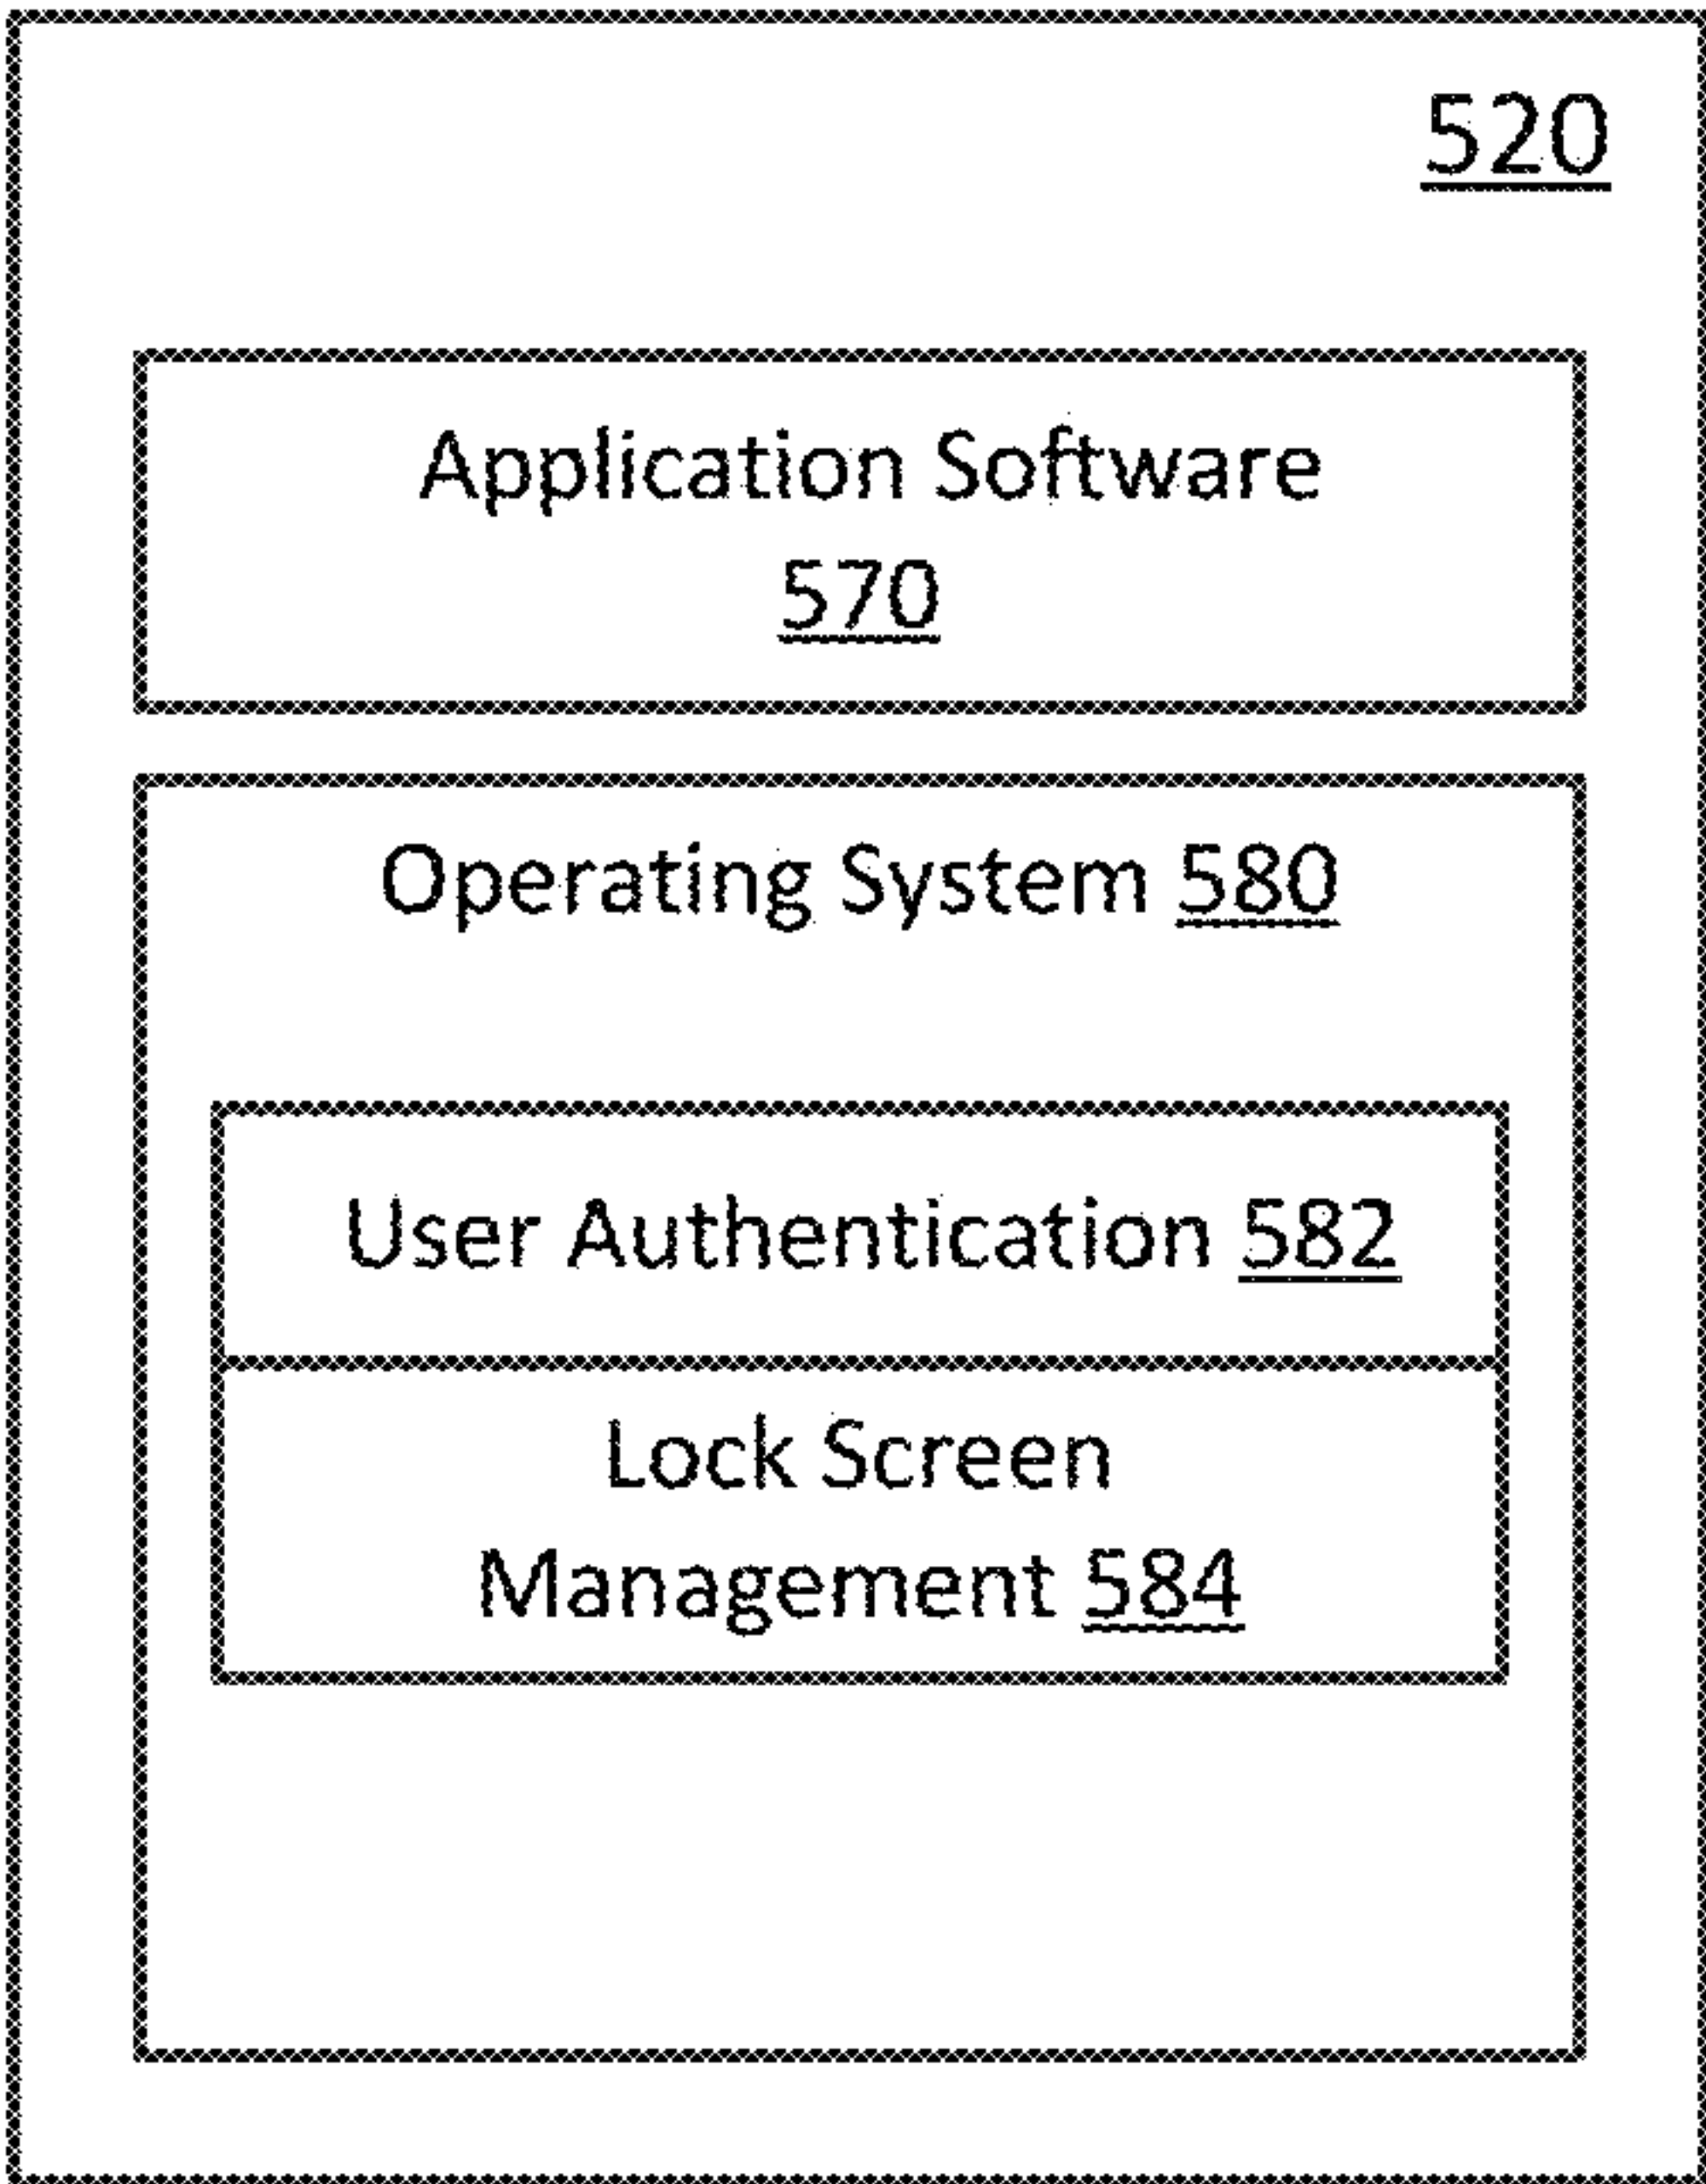 520
Application Software
570
Operating System 580
User Authentication 582
Lock Screen
Management 584